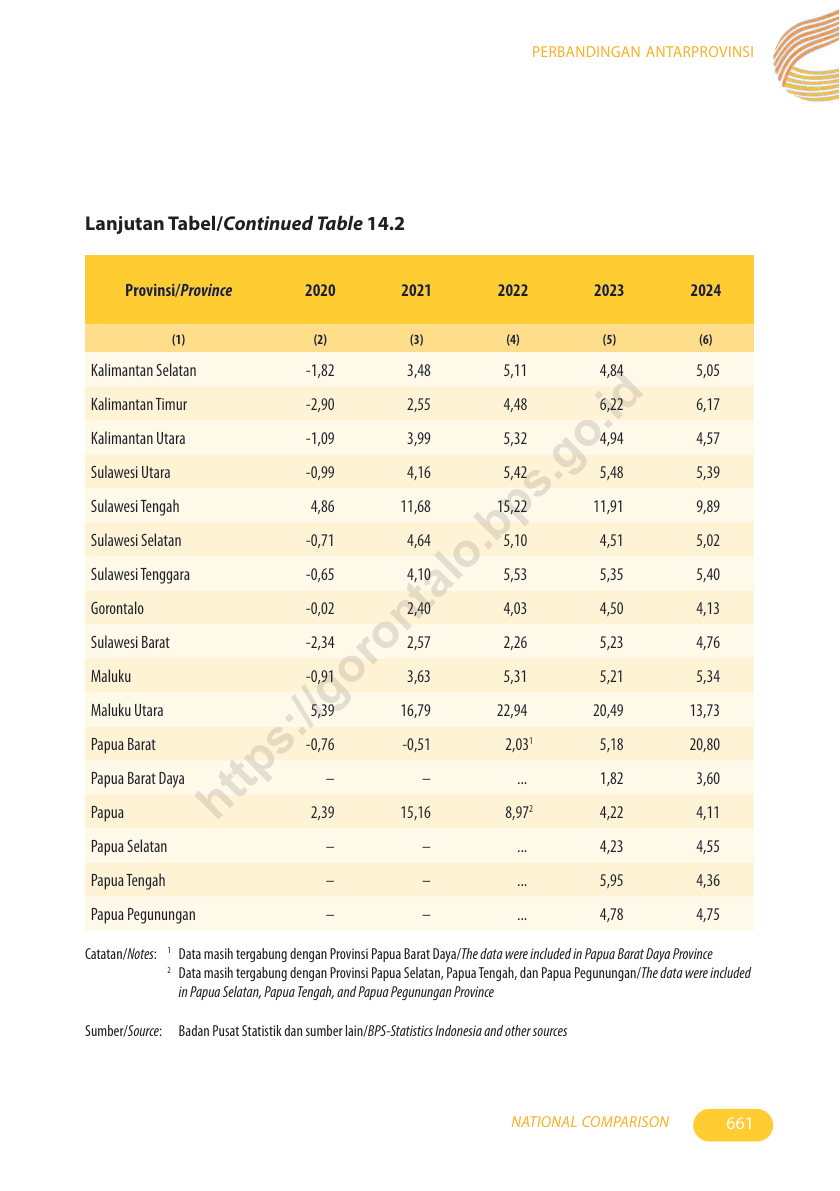 PERBANDINGAN ANTARPROVINSI
Lanjutan Tabel/Continued Table 14.2
Provinsi/Province 2020 2021 2022 2023 2024
(1) (2) (3) (4) (5) (6)
Kalimantan Selatan -1,82 3,48 5,11 4,84 5,05
Kalimantan Timur -2,90 2,55 4,48 6,22 6,17
Kalimantan Utara -1,09 3,99 5,32 4,94 4,57
Sulawesi Utara -0,99 4,16 5,42 5,48 5,39
Sulawesi Tengah 4,86 11,68 15,22 11,91 9,89
Sulawesi Selatan -0,71 4,64 5,10 4,51 5,02
Sulawesi Tenggara -0,65 4,10 5,53 5,35 5,40
Gorontalo -0,02 2,40 4,03 4,50 4,13
Sulawesi Barat -2,34 2,57 2,26 5,23 4,76
Maluku -0,91 3,63 5,31 5,21 5,34
Maluku Utara 5,39 16,79 22,94 20,49 13,73
Papua Barat -0,76 -0,51 2,03¹ 5,18 20,80
Papua Barat Daya – – ... 1,82 3,60
Papua 2,39 15,16 8,97² 4,22 4,11
Papua Selatan – – ... 4,23 4,55
Papua Tengah – – ... 5,95 4,36
Papua Pegunungan – – ... 4,78 4,75
Catatan/Notes: ¹ Data masih tergabung dengan Provinsi Papua Barat Daya/The data were included in Papua Barat Daya Province
² Data masih tergabung dengan Provinsi Papua Selatan, Papua Tengah, dan Papua Pegunungan/The data were included
in Papua Selatan, Papua Tengah, and Papua Pegunungan Province
Sumber/Source: Badan Pusat Statistik dan sumber lain/BPS-Statistics Indonesia and other sources
https://gorontalo.bps.go.id
NATIONAL COMPARISON 661